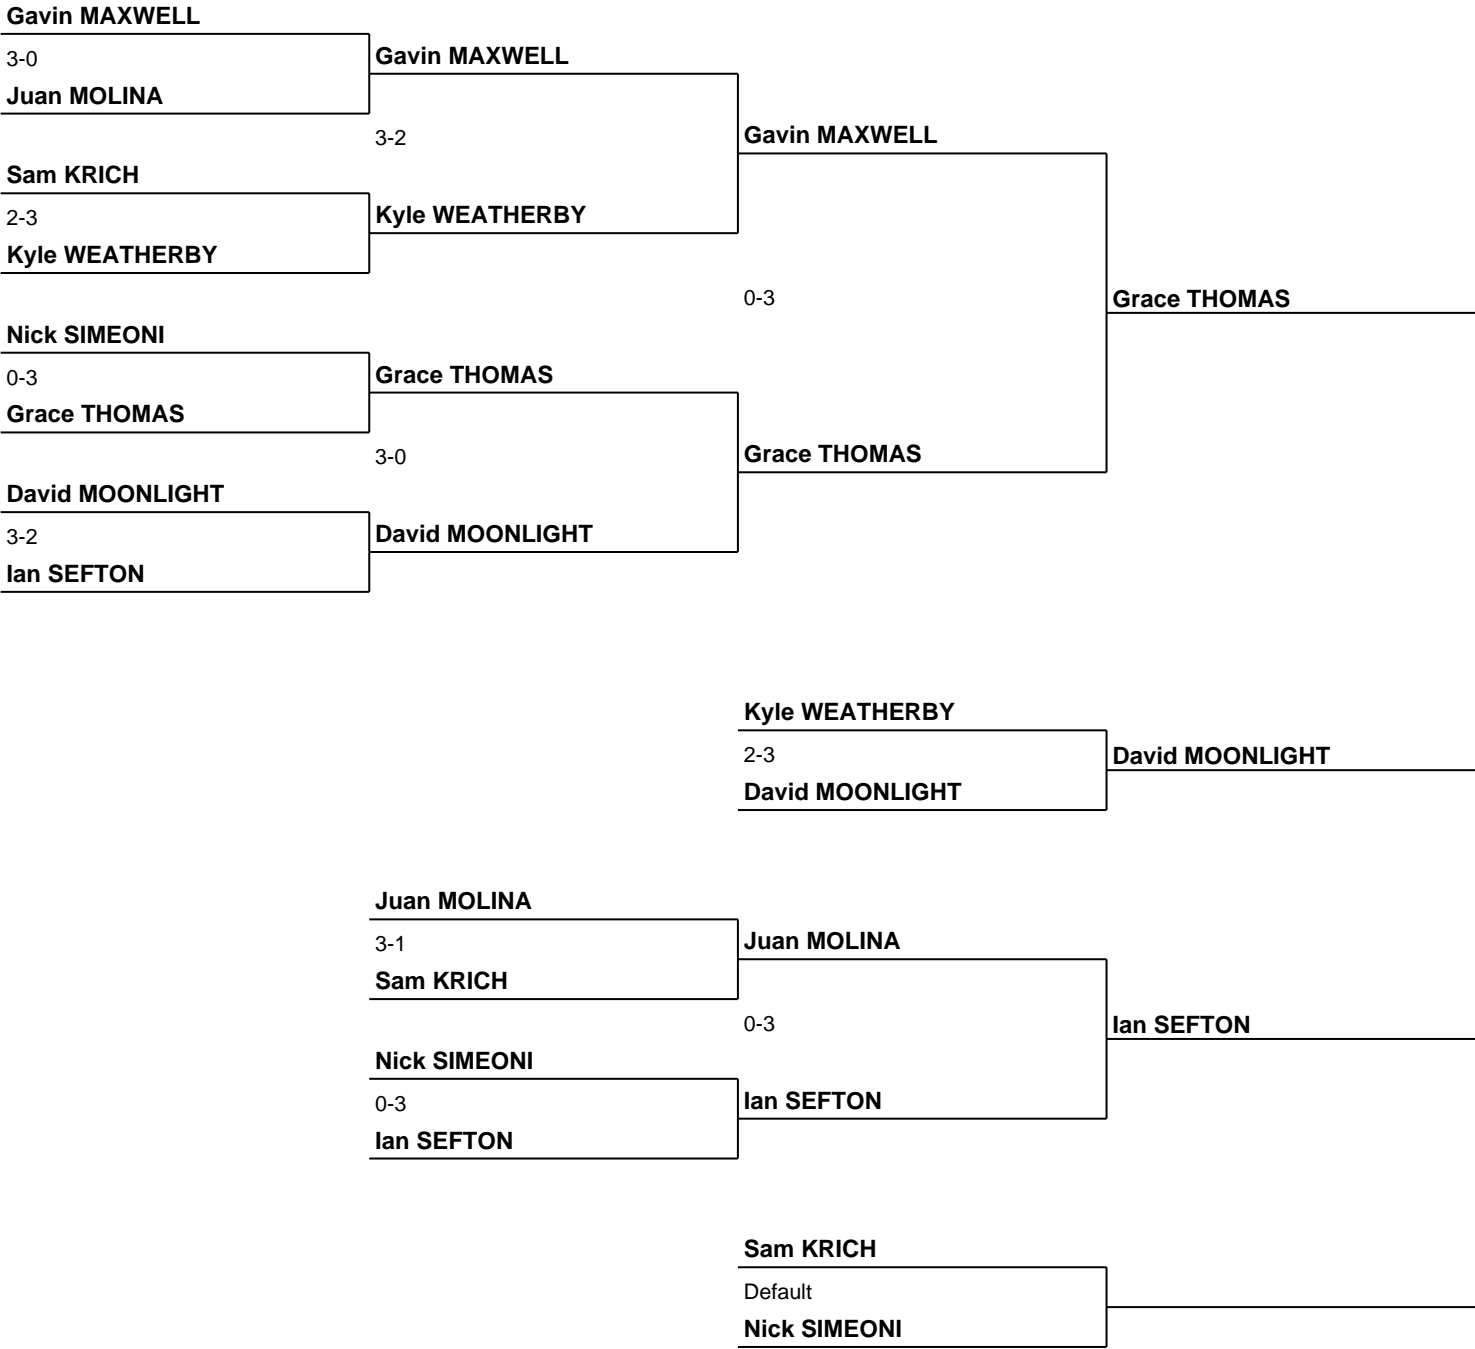 Gavin MAXWELL
3-0
Juan MOLINA
Gavin MAXWELL
3-2
Sam KRICH
2-3
Kyle WEATHERBY
Kyle WEATHERBY
Gavin MAXWELL
0-3
Nick SIMEONI
0-3
Grace THOMAS
Grace THOMAS
3-0
David MOONLIGHT
3-2
Ian SEFTON
David MOONLIGHT
Grace THOMAS
Grace THOMAS
Kyle WEATHERBY
2-3
David MOONLIGHT
David MOONLIGHT
Juan MOLINA
3-1
Sam KRICH
Juan MOLINA
0-3
Nick SIMEONI
0-3
Ian SEFTON
Ian SEFTON
Ian SEFTON
Sam KRICH
Default
Nick SIMEONI